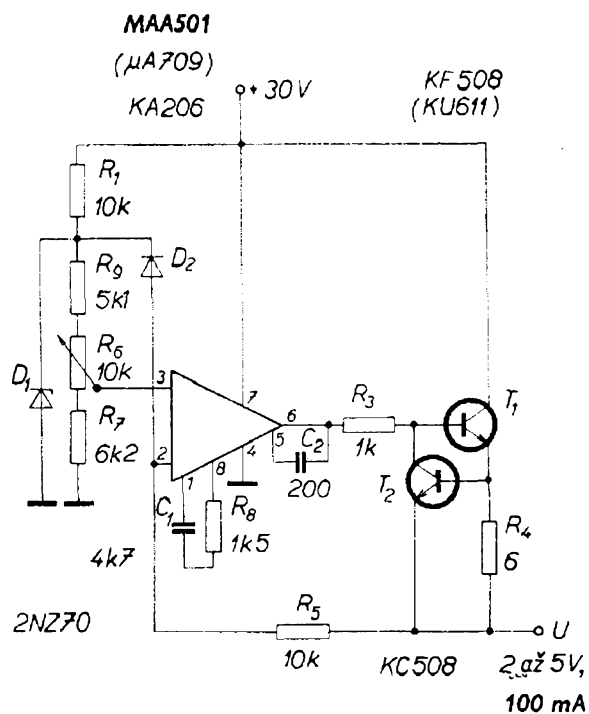 MAA501
(µA709)
KA206
+30V
KF508
(KU611)
R1
10k
R9
5k1
D2
R6
10k
D1
R7
6k2
3
2
7
6
5
4
8
1
C2
200
R3
1k
T1
T2
C1
4k7
R8
1k5
R4
6
2NZ70
R5
10k
KC508
U
2 až 5V,
100 mA